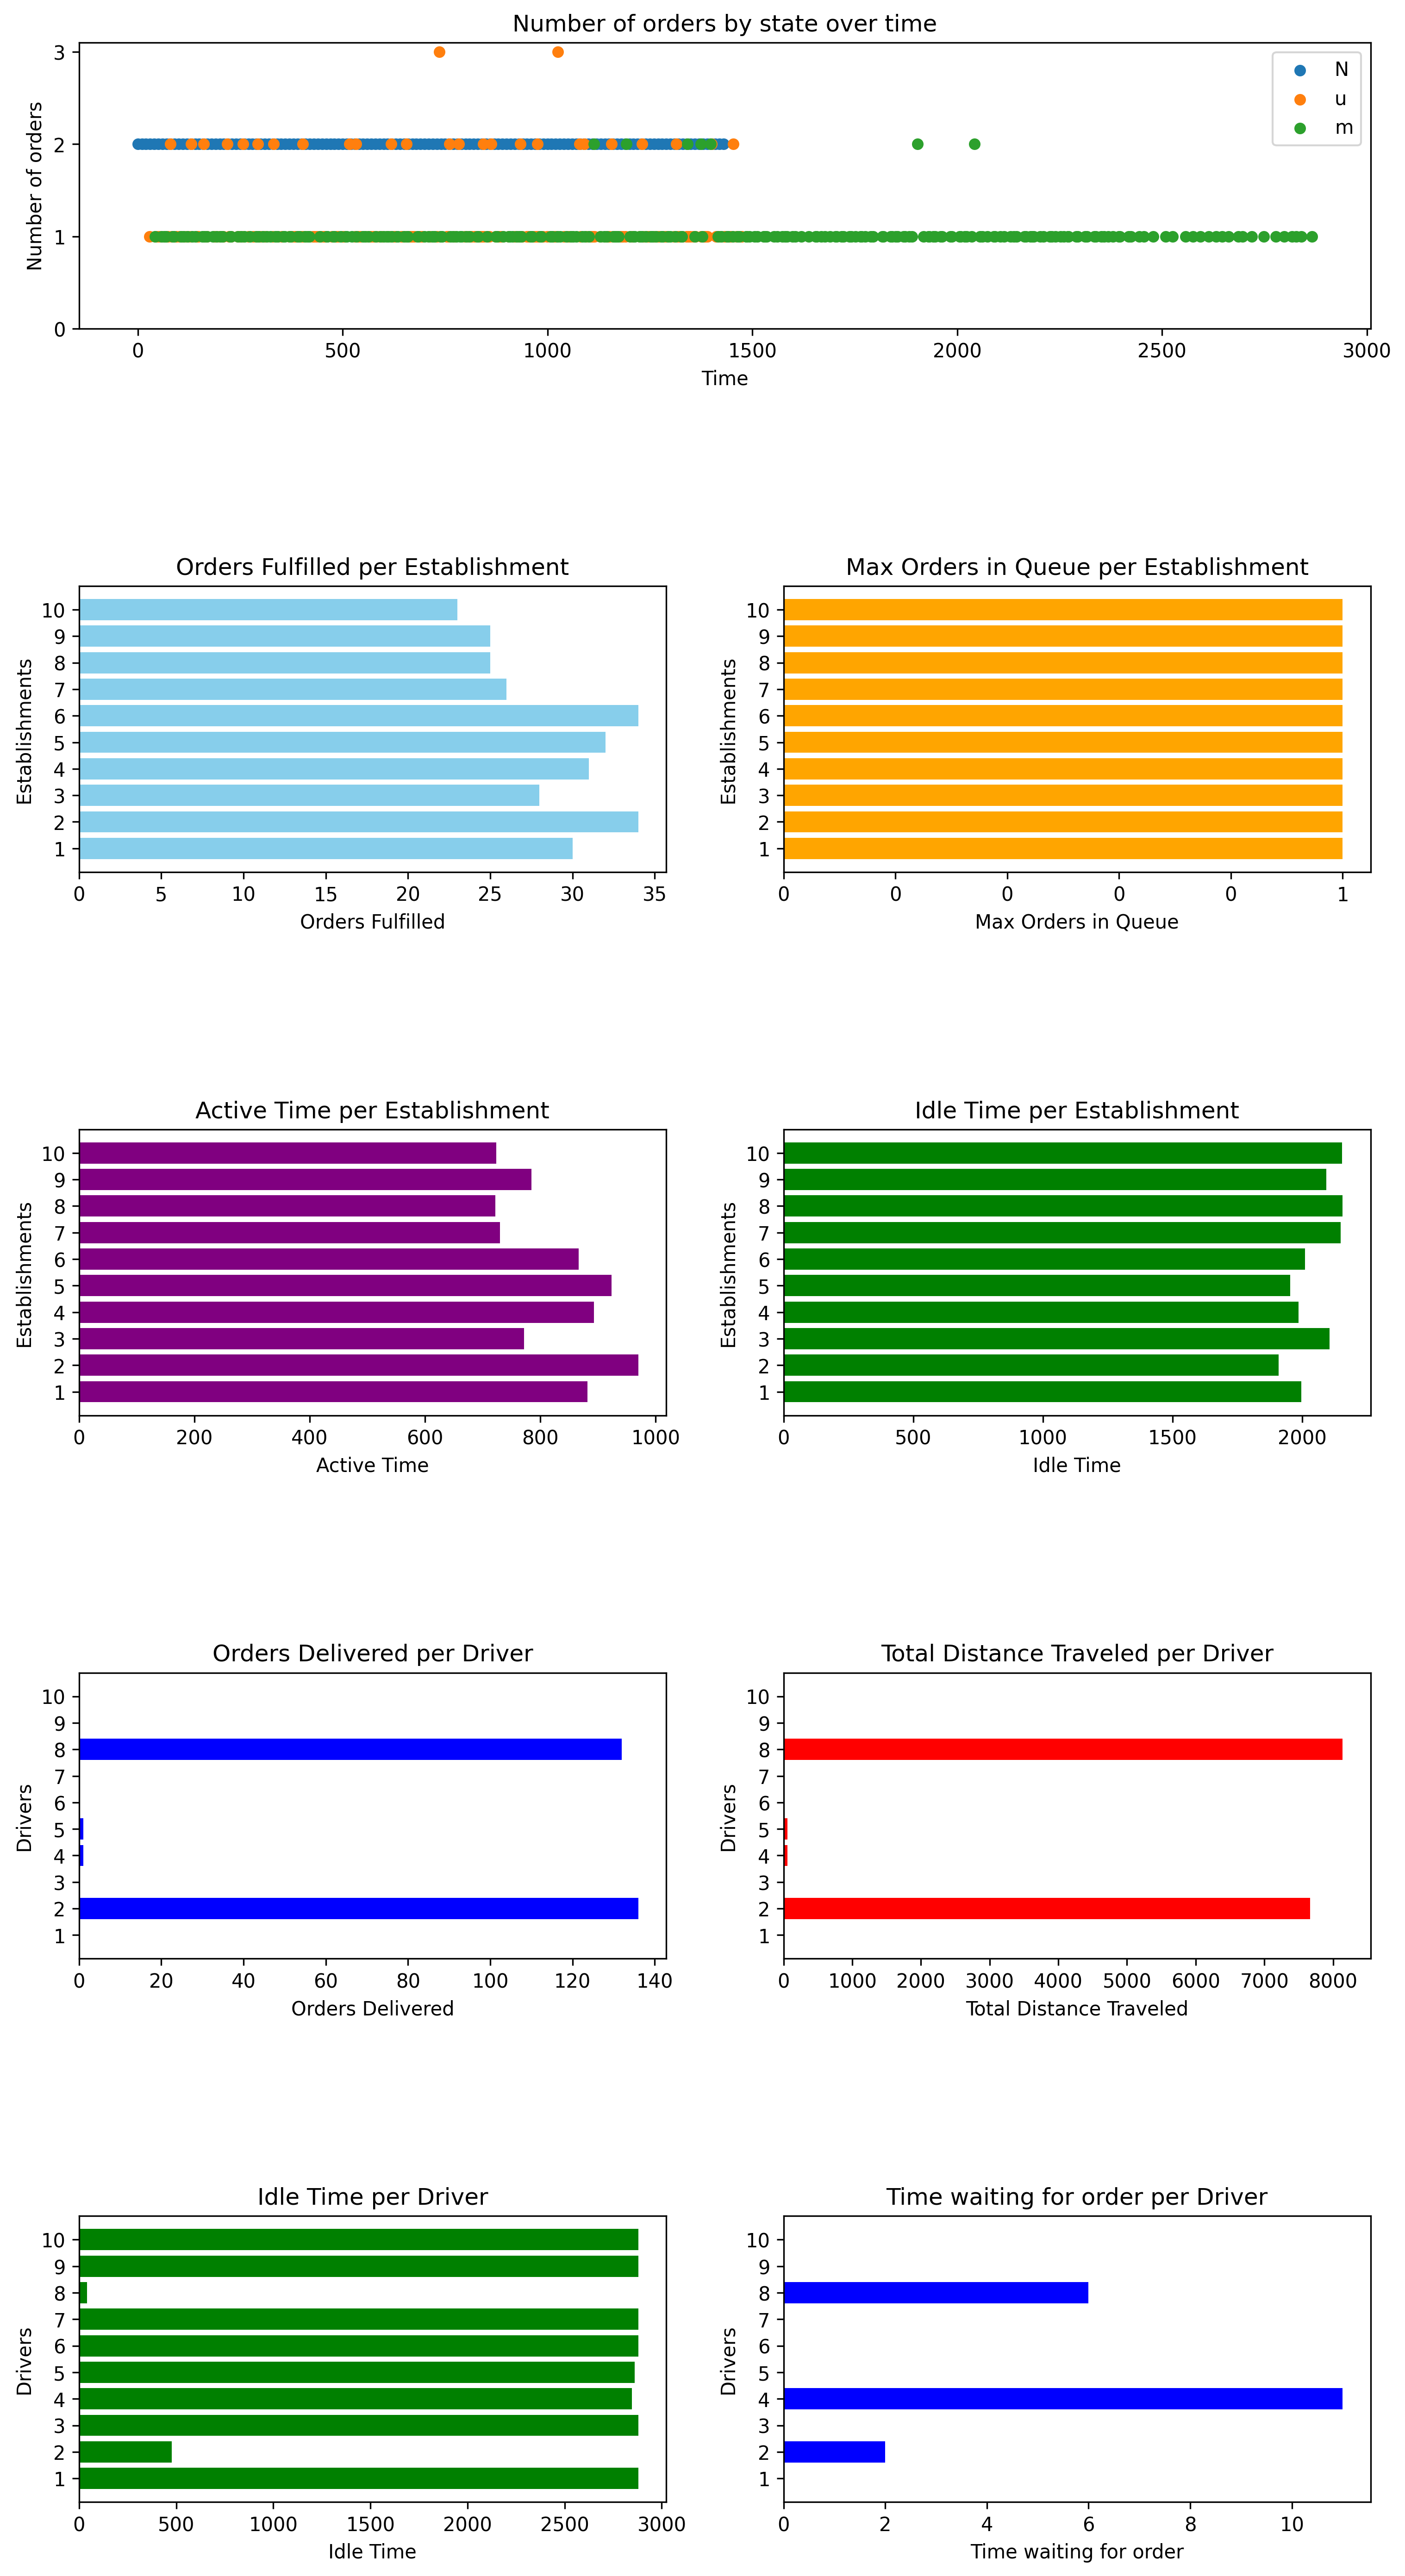 Number of orders by state over time
Number of orders
3
2
1
0
N
u
m
0 500 1000 1500 2000 2500 3000
Time
Orders Fulfilled per Establishment
Establishments
10
9
8
7
6
5
4
3
2
1
0 5 10 15 20 25 30 35
Orders Fulfilled
Max Orders in Queue per Establishment
Establishments
10
9
8
7
6
5
4
3
2
1
0 0 0 0 0 1
Max Orders in Queue
Active Time per Establishment
Establishments
10
9
8
7
6
5
4
3
2
1
0 200 400 600 800 1000
Active Time
Idle Time per Establishment
Establishments
10
9
8
7
6
5
4
3
2
1
0 500 1000 1500 2000
Idle Time
Orders Delivered per Driver
Drivers
10
9
8
7
6
5
4
3
2
1
0 20 40 60 80 100 120 140
Orders Delivered
Total Distance Traveled per Driver
Drivers
10
9
8
7
6
5
4
3
2
1
0 1000 2000 3000 4000 5000 6000 7000 8000
Total Distance Traveled
Idle Time per Driver
Drivers
10
9
8
7
6
5
4
3
2
1
0 500 1000 1500 2000 2500 3000
Idle Time
Time waiting for order per Driver
Drivers
10
9
8
7
6
5
4
3
2
1
0 2 4 6 8 10
Time waiting for order